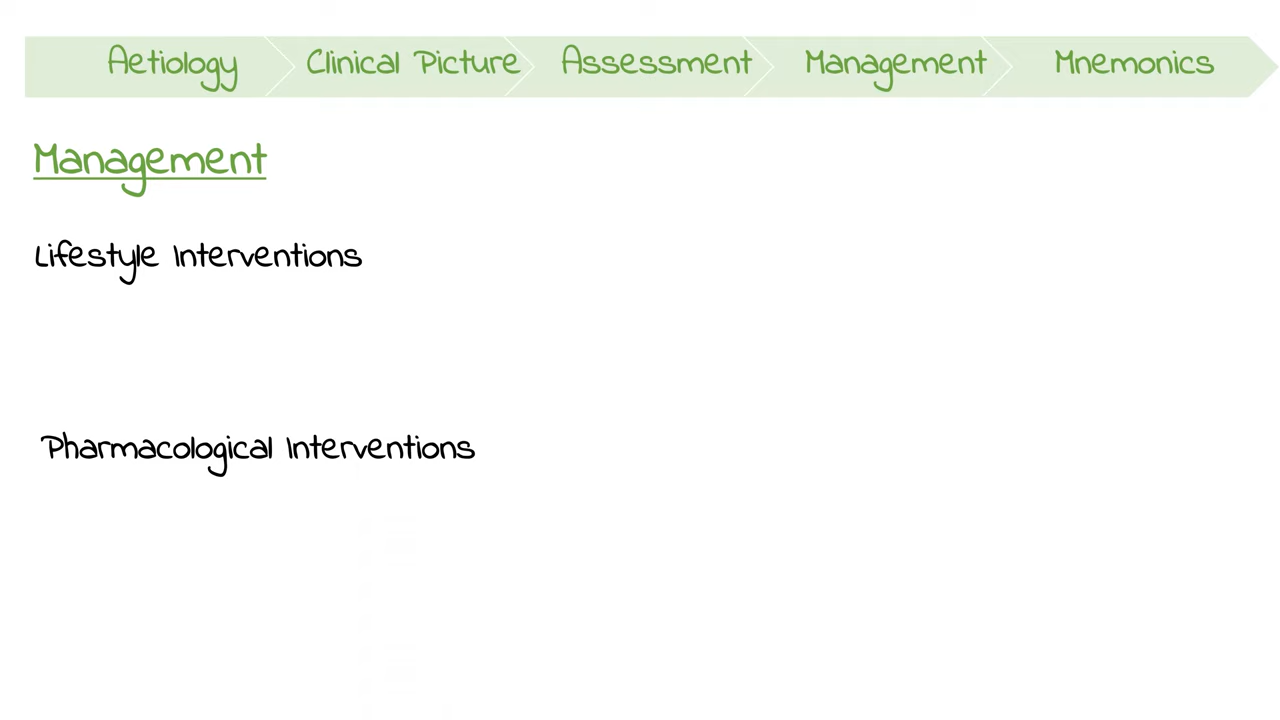 Aetiology Clinical Picture Assessment Management Mnemonics
Management
Lifestyle Interventions
Pharmacological Interventions